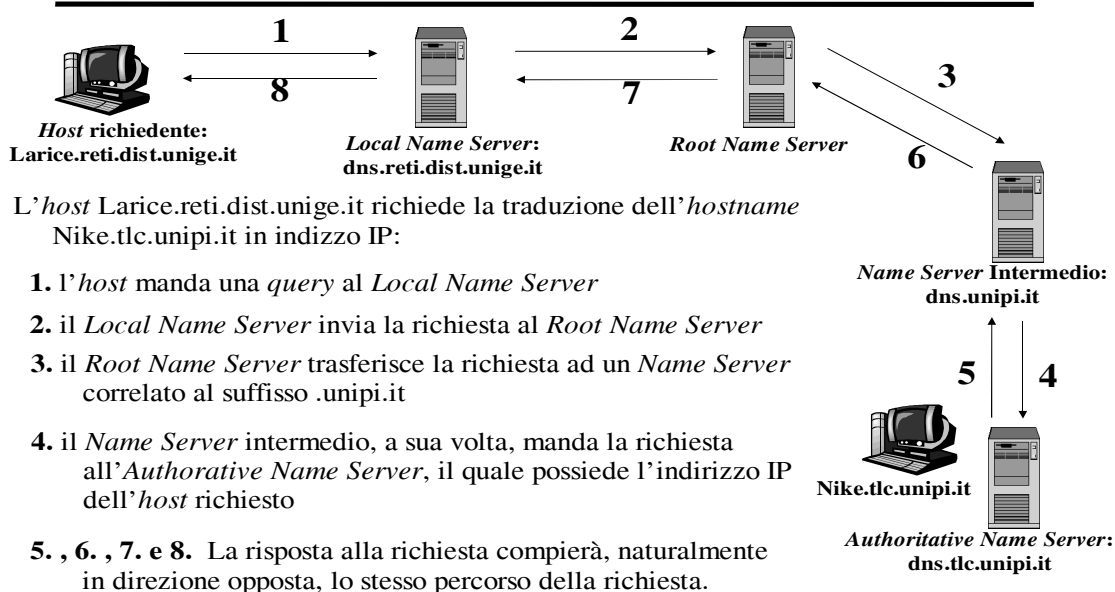 1
2
8
7
3
6
Host richiedente:
Larice.reti.dist.unige.it
Local Name Server:
dns.reti.dist.unige.it
Root Name Server
L'host Larice.reti.dist.unige.it richiede la traduzione dell'hostname
Nike.tlc.unipi.it in indizzo IP:
Name Server Intermedio:
dns.unipi.it
1. l'host manda una query al Local Name Server
2. il Local Name Server invia la richiesta al Root Name Server
3. il Root Name Server trasferisce la richiesta ad un Name Server
correlato al suffisso .unipi.it
5
4
4. il Name Server intermedio, a sua volta, manda la richiesta
all'Authorative Name Server, il quale possiede l'indirizzo IP
dell'host richiesto
Nike.tlc.unipi.it
Authoritative Name Server:
dns.tlc.unipi.it
5. , 6. , 7. e 8. La risposta alla richiesta compierà, naturalmente
in direzione opposta, lo stesso percorso della richiesta.